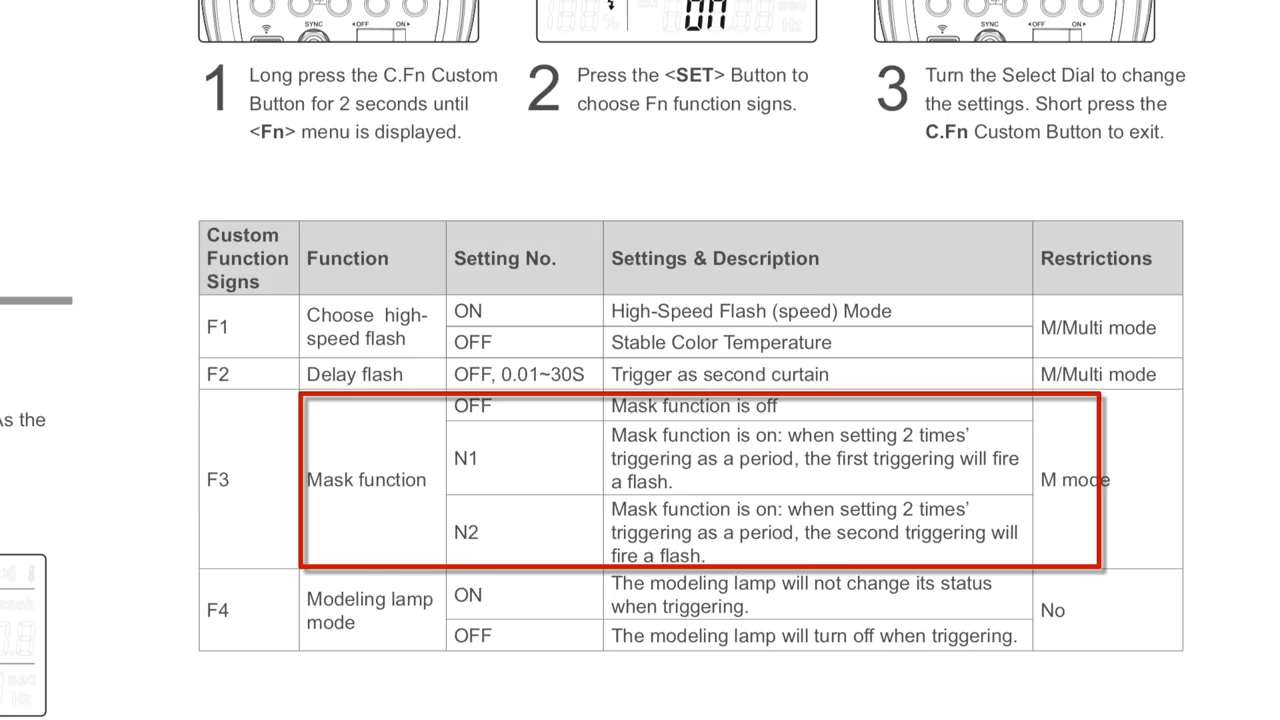 SYNC ◄OFF ON►
ON
SYNC ◄OFF ON►
1 Long press the C.Fn Custom
Button for 2 seconds until
<Fn> menu is displayed.
2 Press the <SET> Button to
choose Fn function signs.
3 Turn the Select Dial to change
the settings. Short press the
C.Fn Custom Button to exit.
Custom
Function
Signs
Function
Setting No.
Settings & Description
Restrictions
F1
Choose high-
speed flash
ON
High-Speed Flash (speed) Mode
OFF
Stable Color Temperature
M/Multi mode
F2
Delay flash
OFF, 0.01~30S
Trigger as second curtain
M/Multi mode
As the
F3
Mask function
OFF
Mask function is off
N1
Mask function is on: when setting 2 times’
triggering as a period, the first triggering will fire
a flash.
N2
Mask function is on: when setting 2 times’
triggering as a period, the second triggering will
fire a flash.
M mode
F4
Modeling lamp
mode
ON
The modeling lamp will not change its status
when triggering.
OFF
The modeling lamp will turn off when triggering.
No
sec
Hz